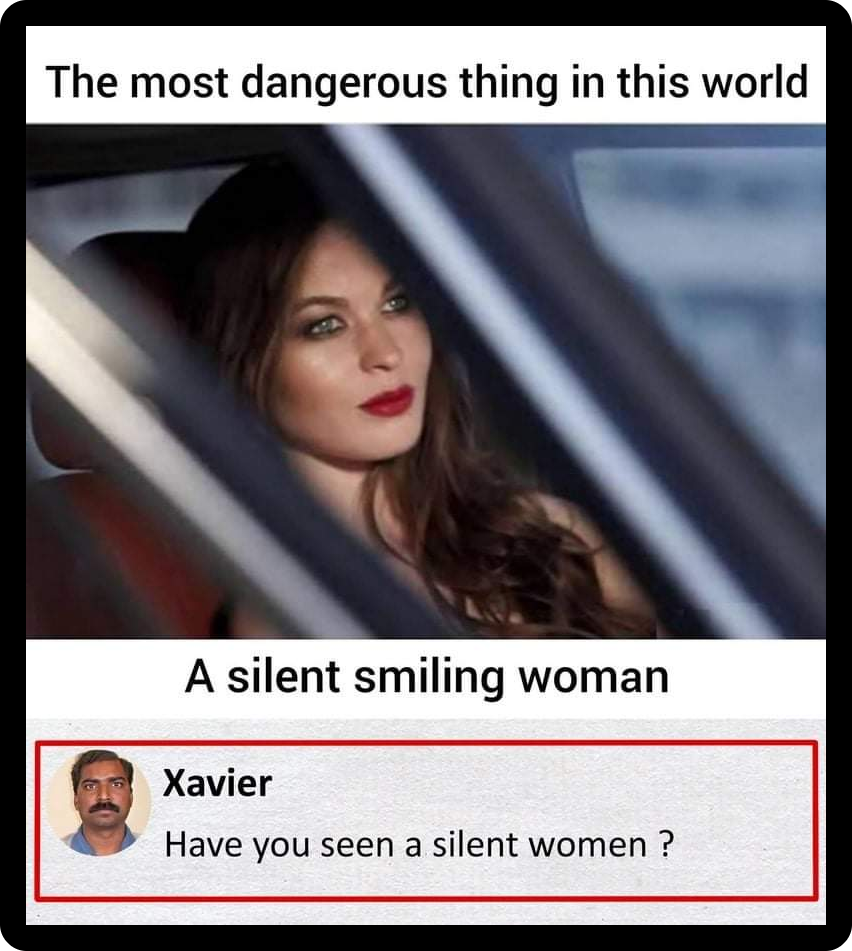 The most dangerous thing in this world
A silent smiling woman
Xavier
Have you seen a silent women ?